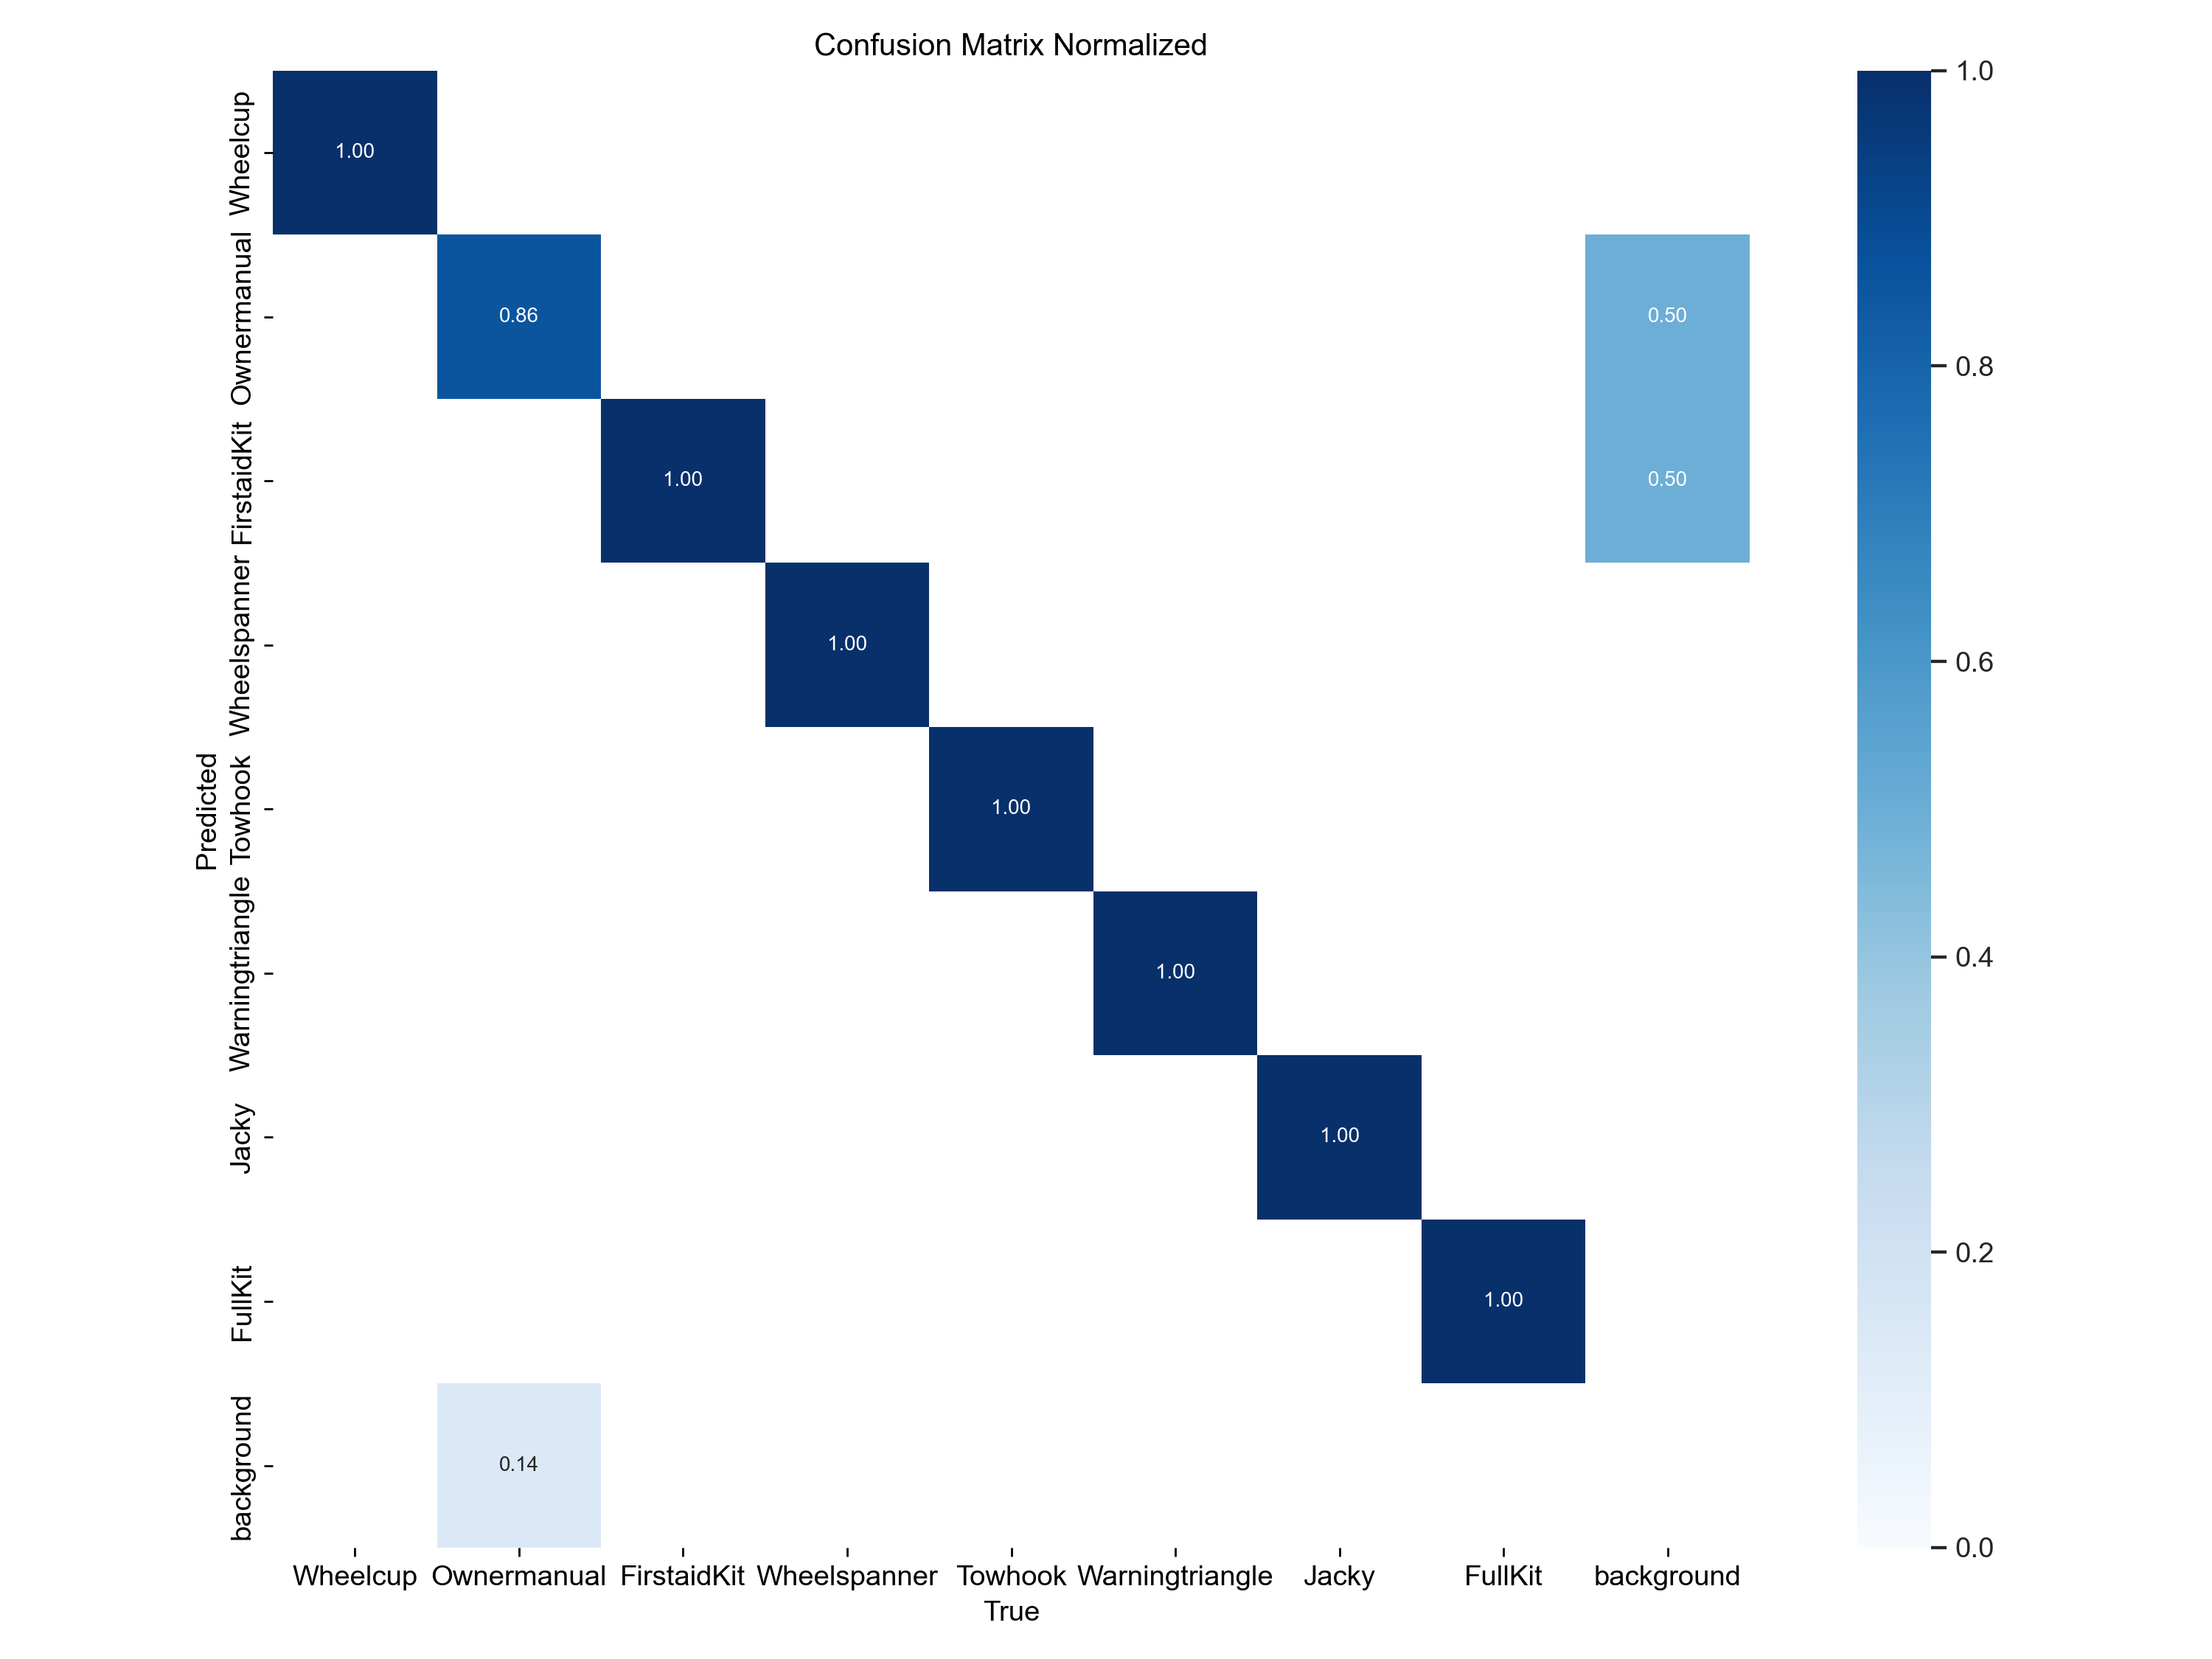 Confusion Matrix Normalized
Wheelcup
Ownermanual
FirstaidKit
Wheelspanner
Towhook
Warningtriangle
Jacky
FullKit
background
Predicted
1.00
0.86
0.50
1.00
0.50
1.00
1.00
1.00
1.00
1.00
0.14
Wheelcup Ownermanual FirstaidKit Wheelspanner Towhook Warningtriangle Jacky FullKit background
True
1.0
0.8
0.6
0.4
0.2
0.0